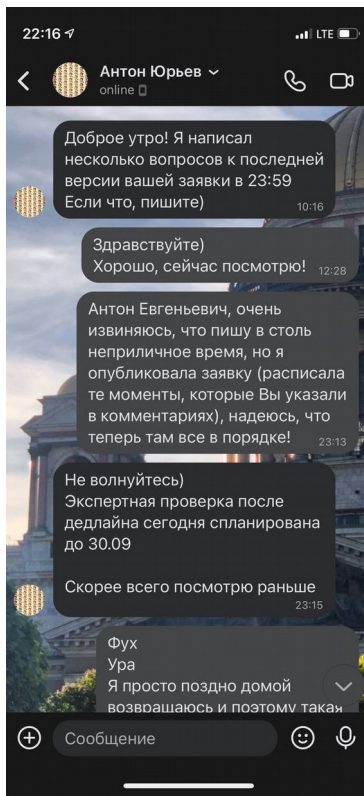 22:16
LTE
Антон Юрьев
online
Доброе утро! Я написал
несколько вопросов к последней
версии вашей заявки в 23:59
Если что, пишите)
10:16
Здравствуйте)
Хорошо, сейчас посмотрю!
12:28
Антон Евгеньевич, очень
извиняюсь, что пишу в столь
неприличное время, но я
опубликовала заявку (расписала
те моменты, которые Вы указали
в комментариях), надеюсь, что
теперь там все в порядке!
23:13
Не волнуйтесь)
Экспертная проверка после
дедлайна сегодня спланирована
до 30.09
Скорее всего посмотрю раньше
23:15
Фух
Ура
Я просто поздно домой
возвращаюсь и поэтому такая
Сообщение